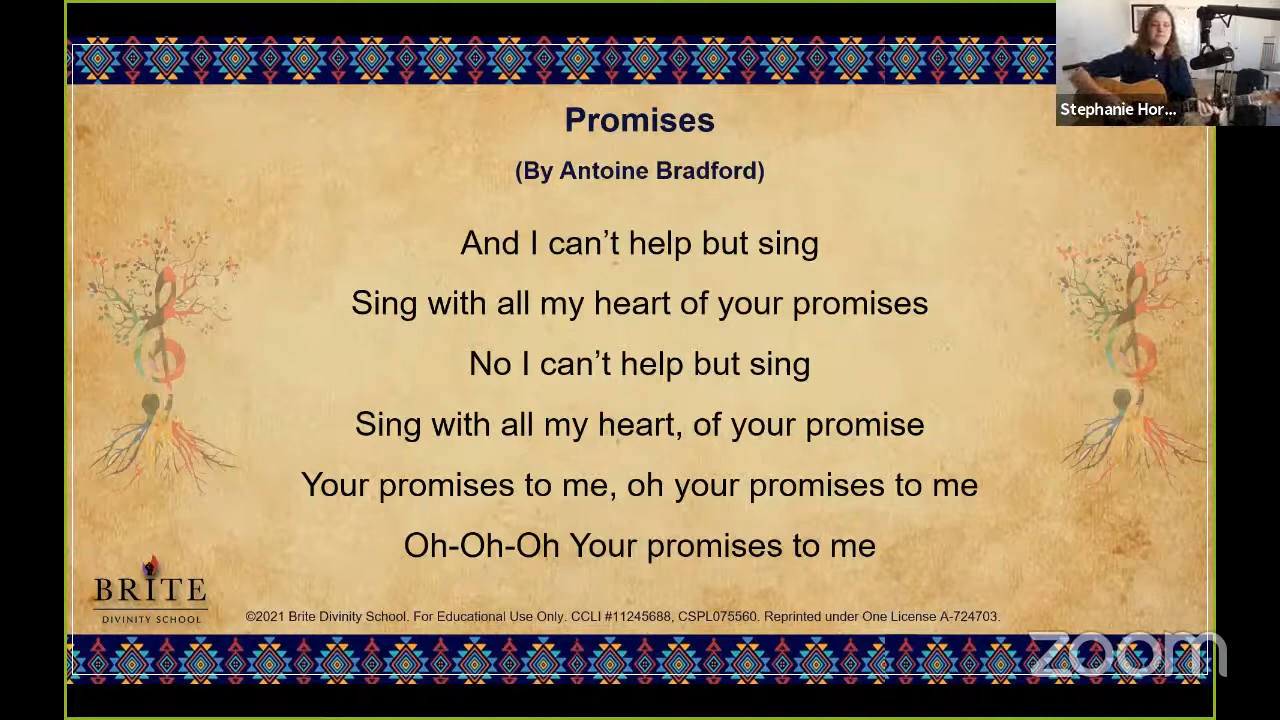 Promises
(By Antoine Bradford)
Stephanie Hor...
And I can't help but sing
Sing with all my heart of your promises
No I can't help but sing
Sing with all my heart, of your promise
Your promises to me, oh your promises to me
Oh-Oh-Oh Your promises to me
BRITE
DIVINITY SCHOOL
©2021 Brite Divinity School. For Educational Use Only. CCLI #11245688, CSPL075560. Reprinted under One License A-724703.
zoom